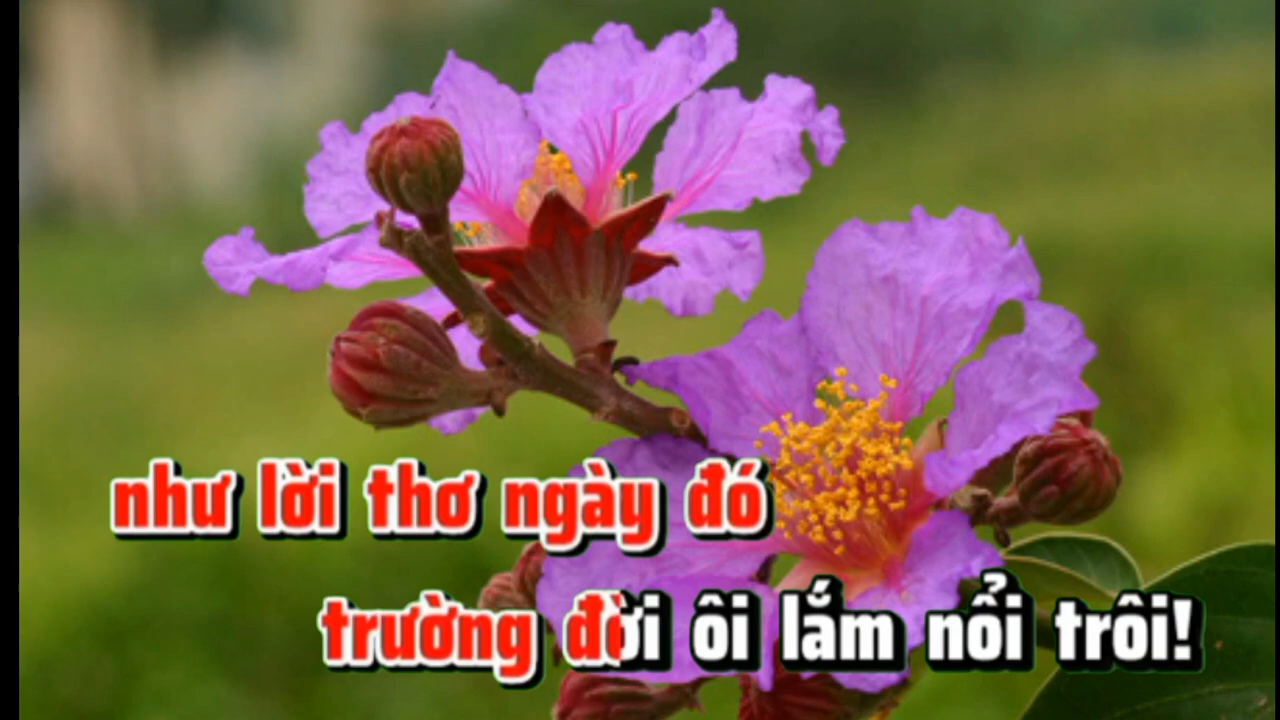 như lời thơ ngày đó
trường đời ôi lắm nổi trôi!